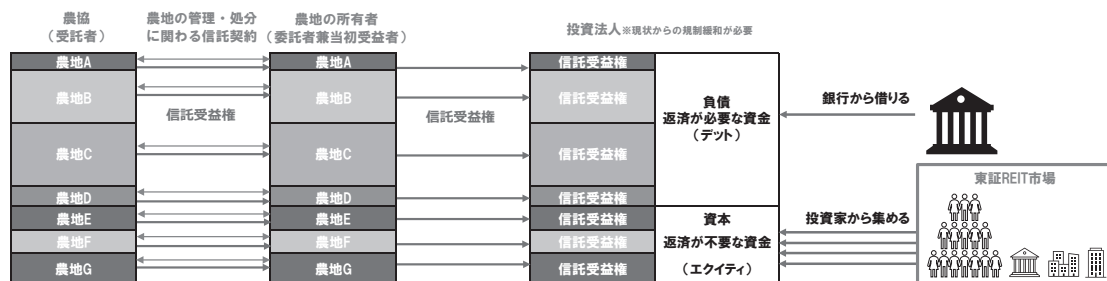 農協
（受託者）
農地の管理・処分
に関わる信託契約
農地の所有者
（委託者兼当初受益者）
投資法人※現状からの規制緩和が必要
農地A
農地B
農地C
農地D
農地E
農地F
農地G
信託受益権
農地A
農地B
農地C
農地D
農地E
農地F
農地G
信託受益権
信託受益権
信託受益権
信託受益権
信託受益権
信託受益権
信託受益権
信託受益権
負債
返済が必要な資金
（デット）
資本
返済が不要な資金
（エクイティ）
銀行から借りる
投資家から集める
東証REIT市場